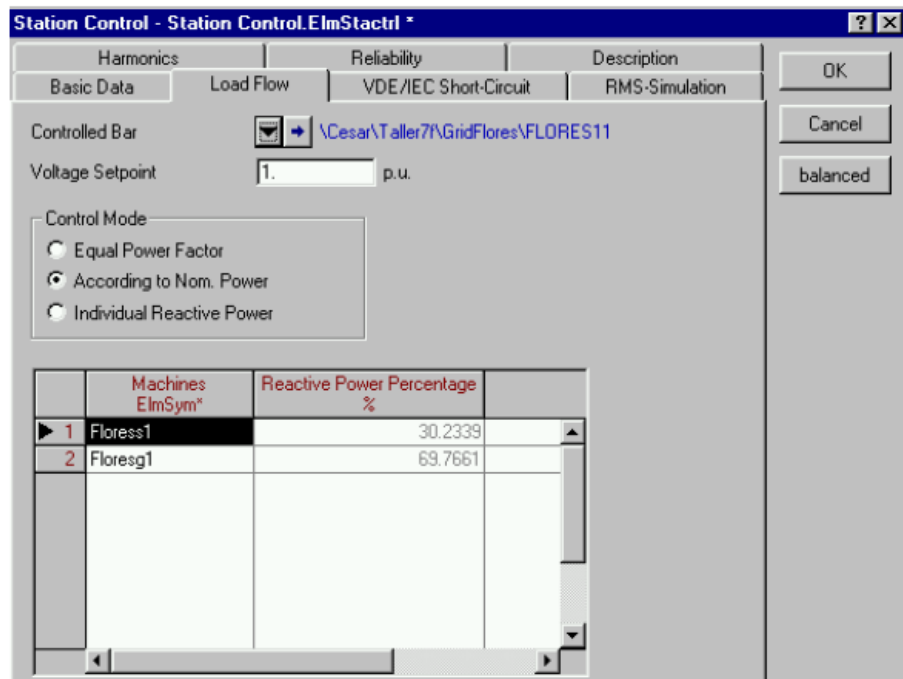 Station Control - Station Control.ElmStactrl *
Harmonics Reliability Description
Basic Data Load Flow VDE/IEC Short-Circuit RMS-Simulation
OK
Cancel
balanced
Controlled Bar \Cesar\Taller7f\GridFlores\FLORES11
Voltage Setpoint 1. p.u.
Control Mode
Equal Power Factor
According to Nom. Power
Individual Reactive Power
Machines Reactive Power Percentage
ElmSym* %
1 Floress1 30.2339
2 Floresg1 69.7661